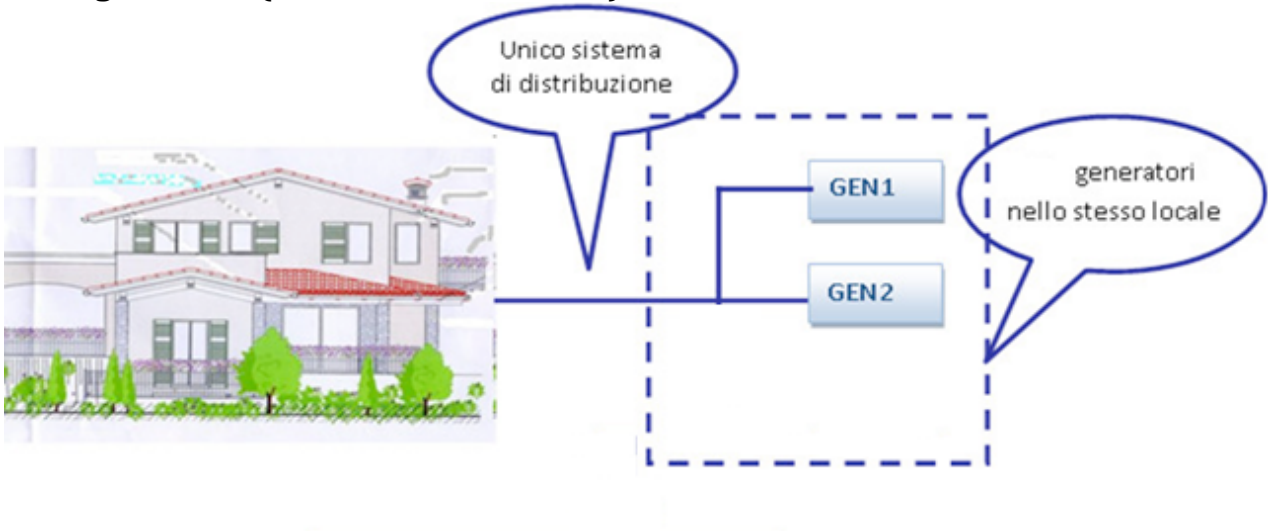 Unico sistema
di distribuzione
GEN1
generatori
nello stesso locale
GEN2